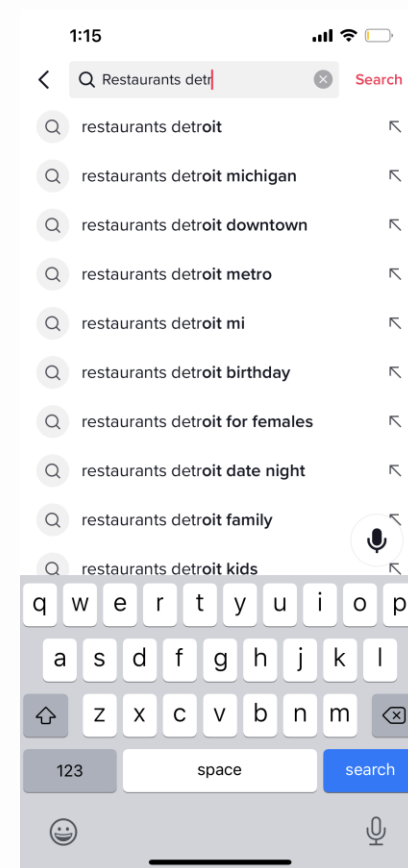 1:15
Restaurants detr Search
restaurants detroit
restaurants detroit michigan
restaurants detroit downtown
restaurants detroit metro
restaurants detroit mi
restaurants detroit birthday
restaurants detroit for females
restaurants detroit date night
restaurants detroit family
restaurants detroit kids
q w e r t y u i o p
a s d f g h j k l
z x c v b n m
123 space search